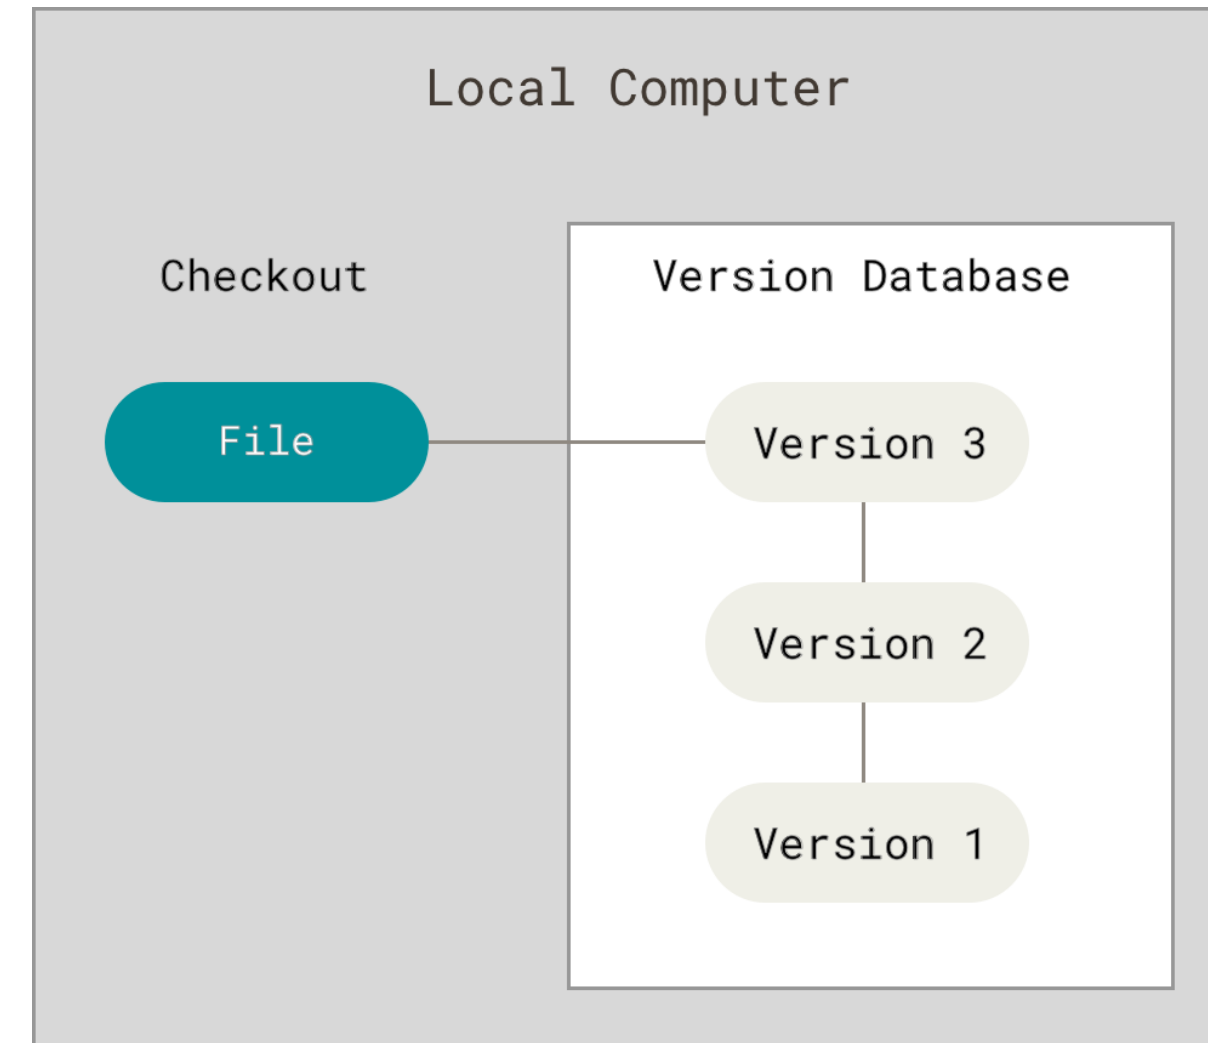 Local Computer
Checkout
Version Database
File
Version 3
Version 2
Version 1